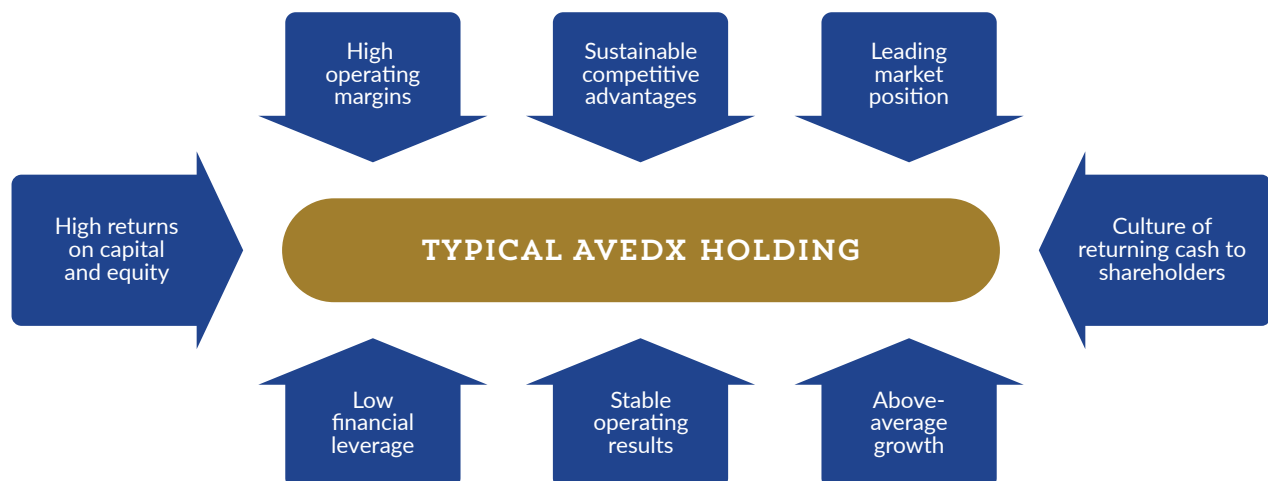 High
operating
margins
Sustainable
competitive
advantages
Leading
market
position
High returns
on capital
and equity
TYPICAL AVEDX HOLDING
Culture of
returning cash to
shareholders
Low
financial
leverage
Stable
operating
results
Above-
average
growth